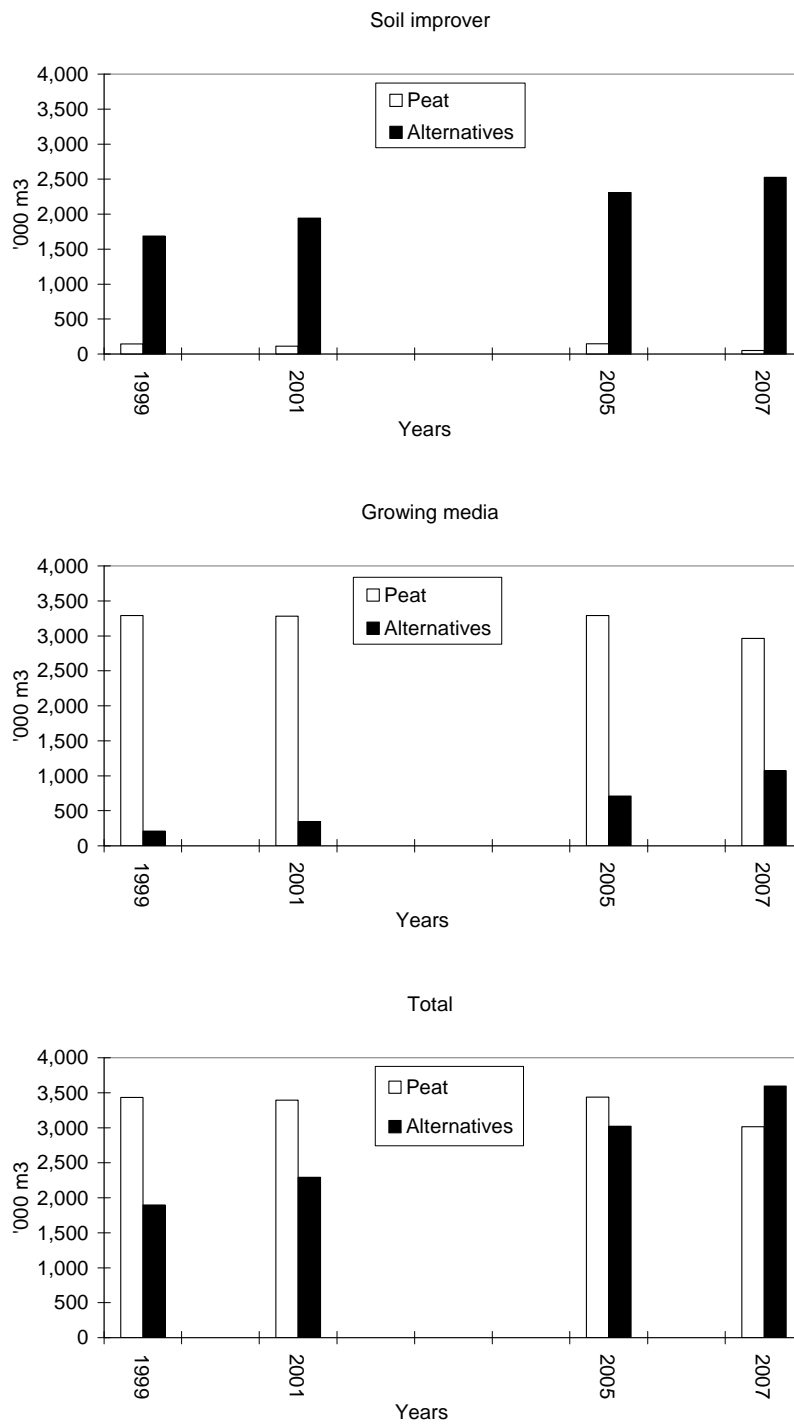 Soil improver
4,000
3,500
3,000
2,500
2,000
1,500
1,000
500
0
'000 m3
Peat
Alternatives
1999
2001
2005
2007
Years
Growing media
4,000
3,500
3,000
2,500
2,000
1,500
1,000
500
0
'000 m3
Peat
Alternatives
1999
2001
2005
2007
Years
Total
4,000
3,500
3,000
2,500
2,000
1,500
1,000
500
0
'000 m3
Peat
Alternatives
1999
2001
2005
2007
Years